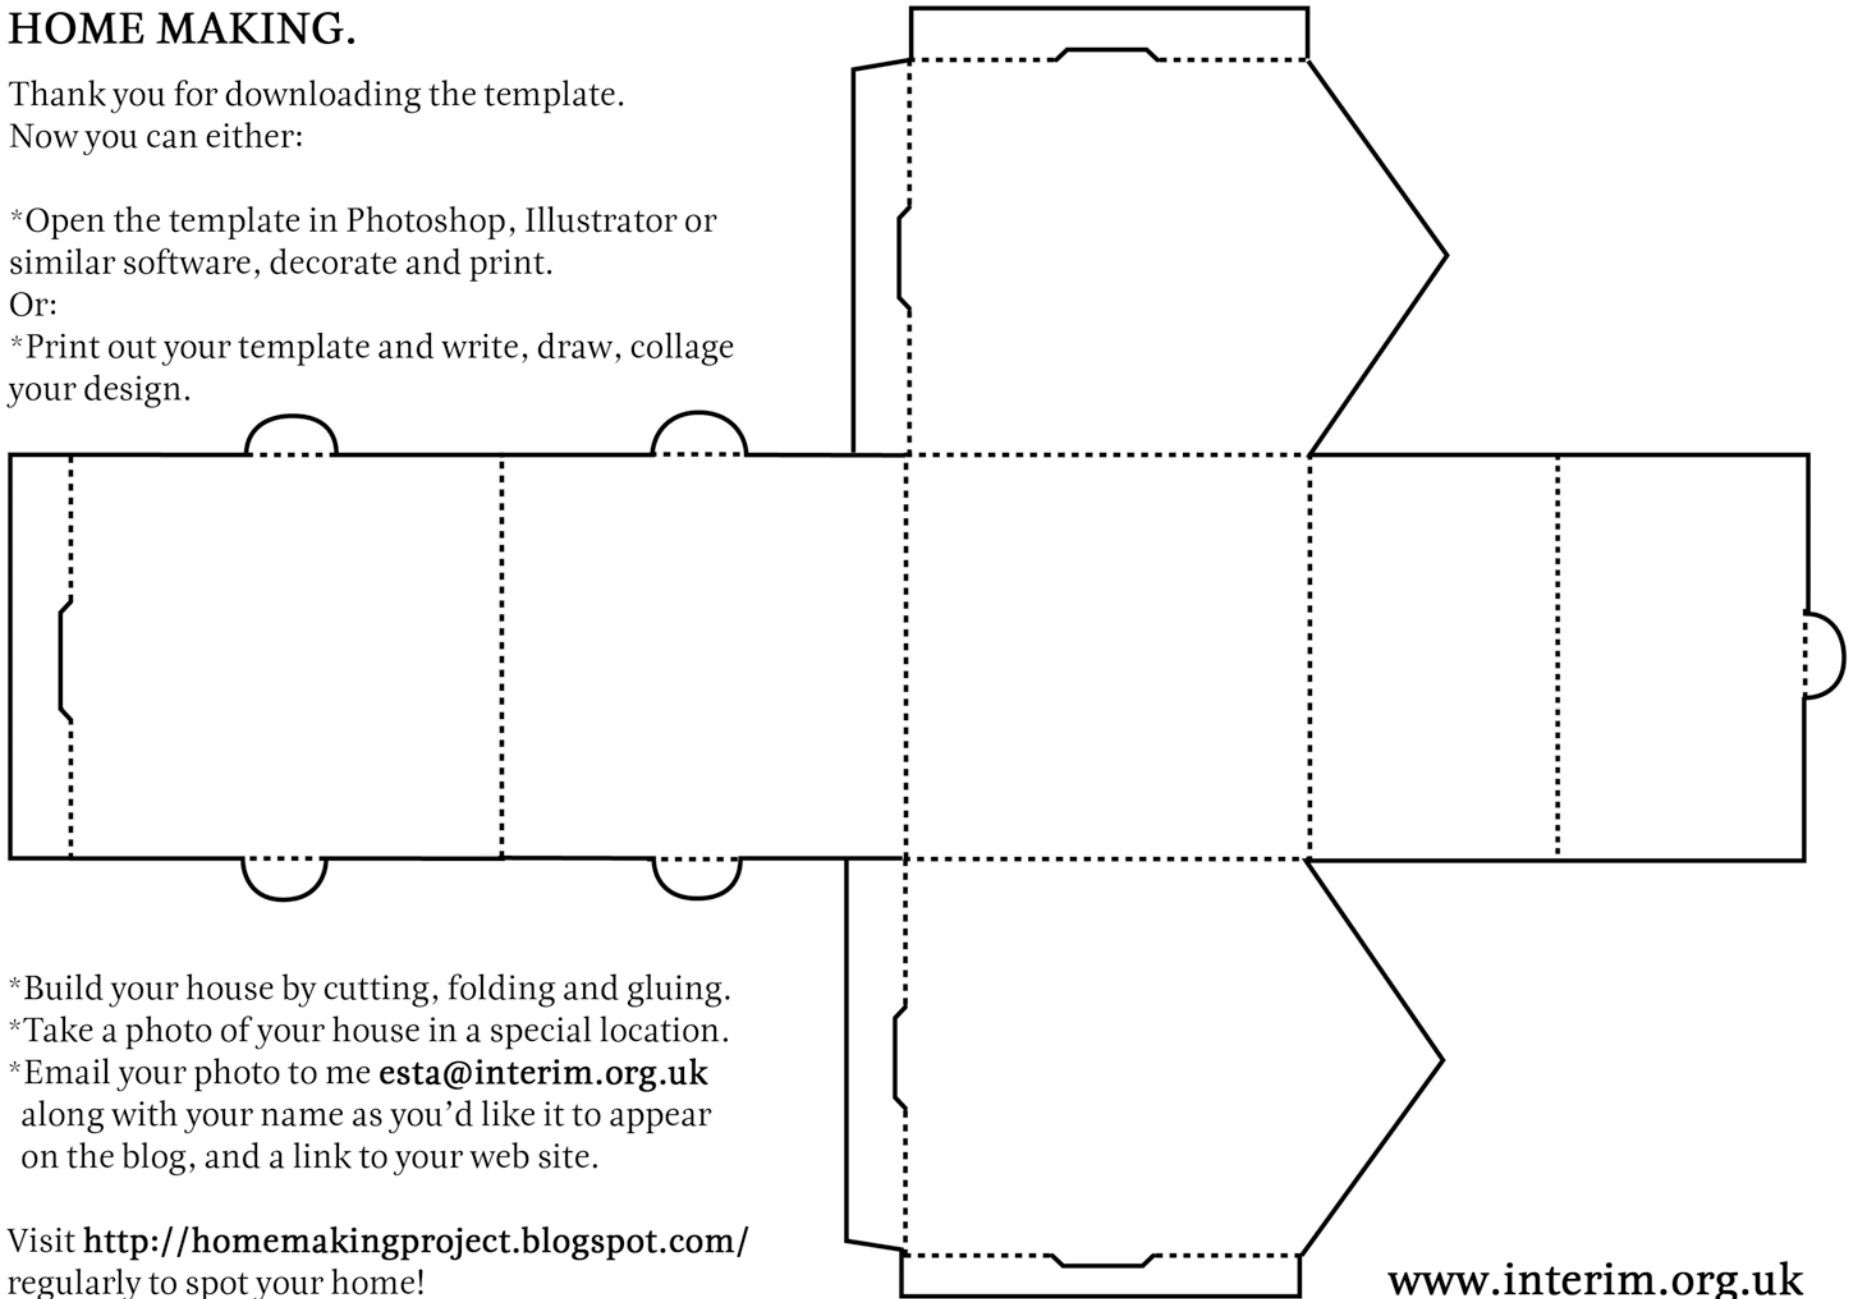 HOME MAKING.
Thank you for downloading the template.
Now you can either:
*Open the template in Photoshop, Illustrator or
similar software, decorate and print.
Or:
*Print out your template and write, draw, collage
your design.
*Build your house by cutting, folding and gluing.
*Take a photo of your house in a special location.
*Email your photo to me esta@interim.org.uk
along with your name as you’d like it to appear
on the blog, and a link to your web site.
Visit http://homemakingproject.blogspot.com/
regularly to spot your home!
www.interim.org.uk